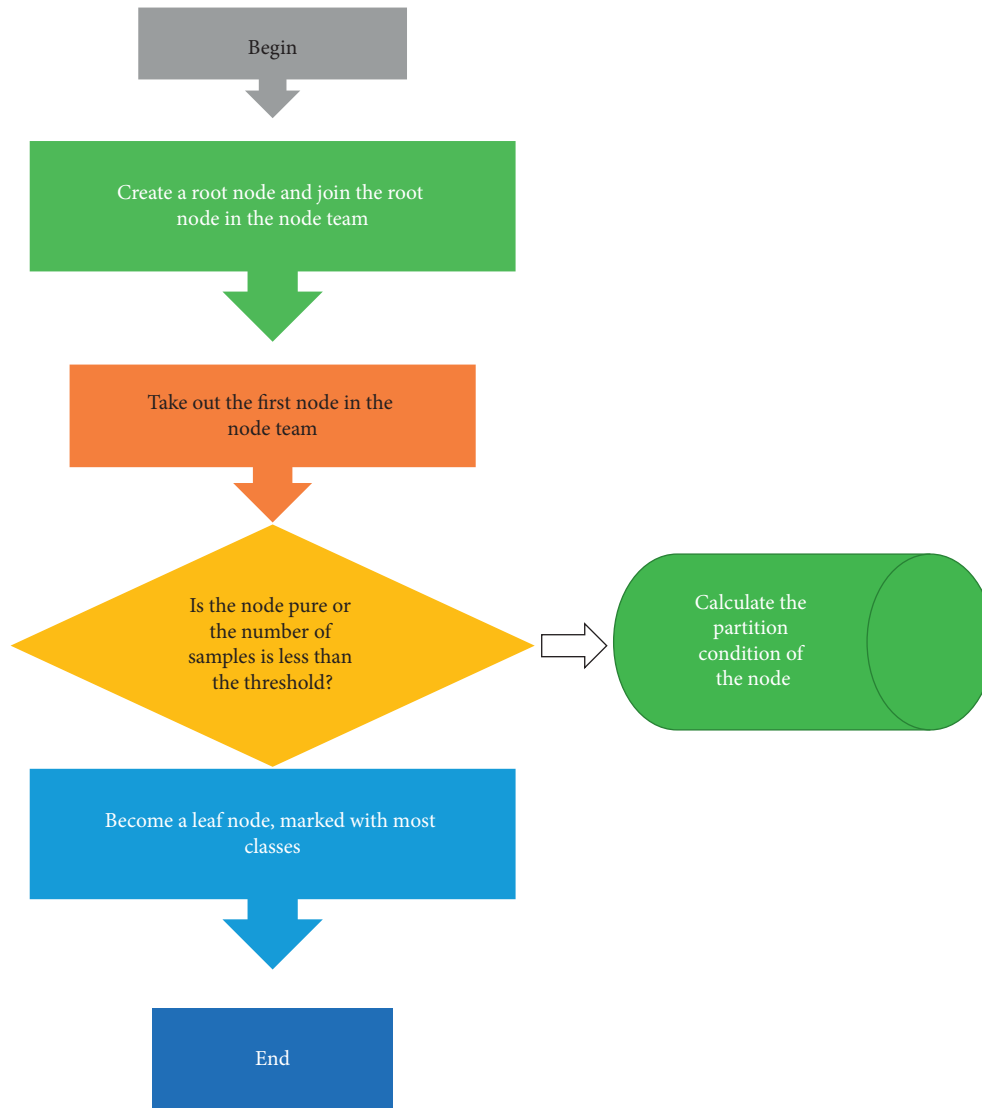 Begin
Create a root node and join the root
node in the node team
Take out the first node in the
node team
Is the node pure or
the number of
samples is less than
the threshold?
Calculate the
partition
condition of
the node
Become a leaf node, marked with most
classes
End